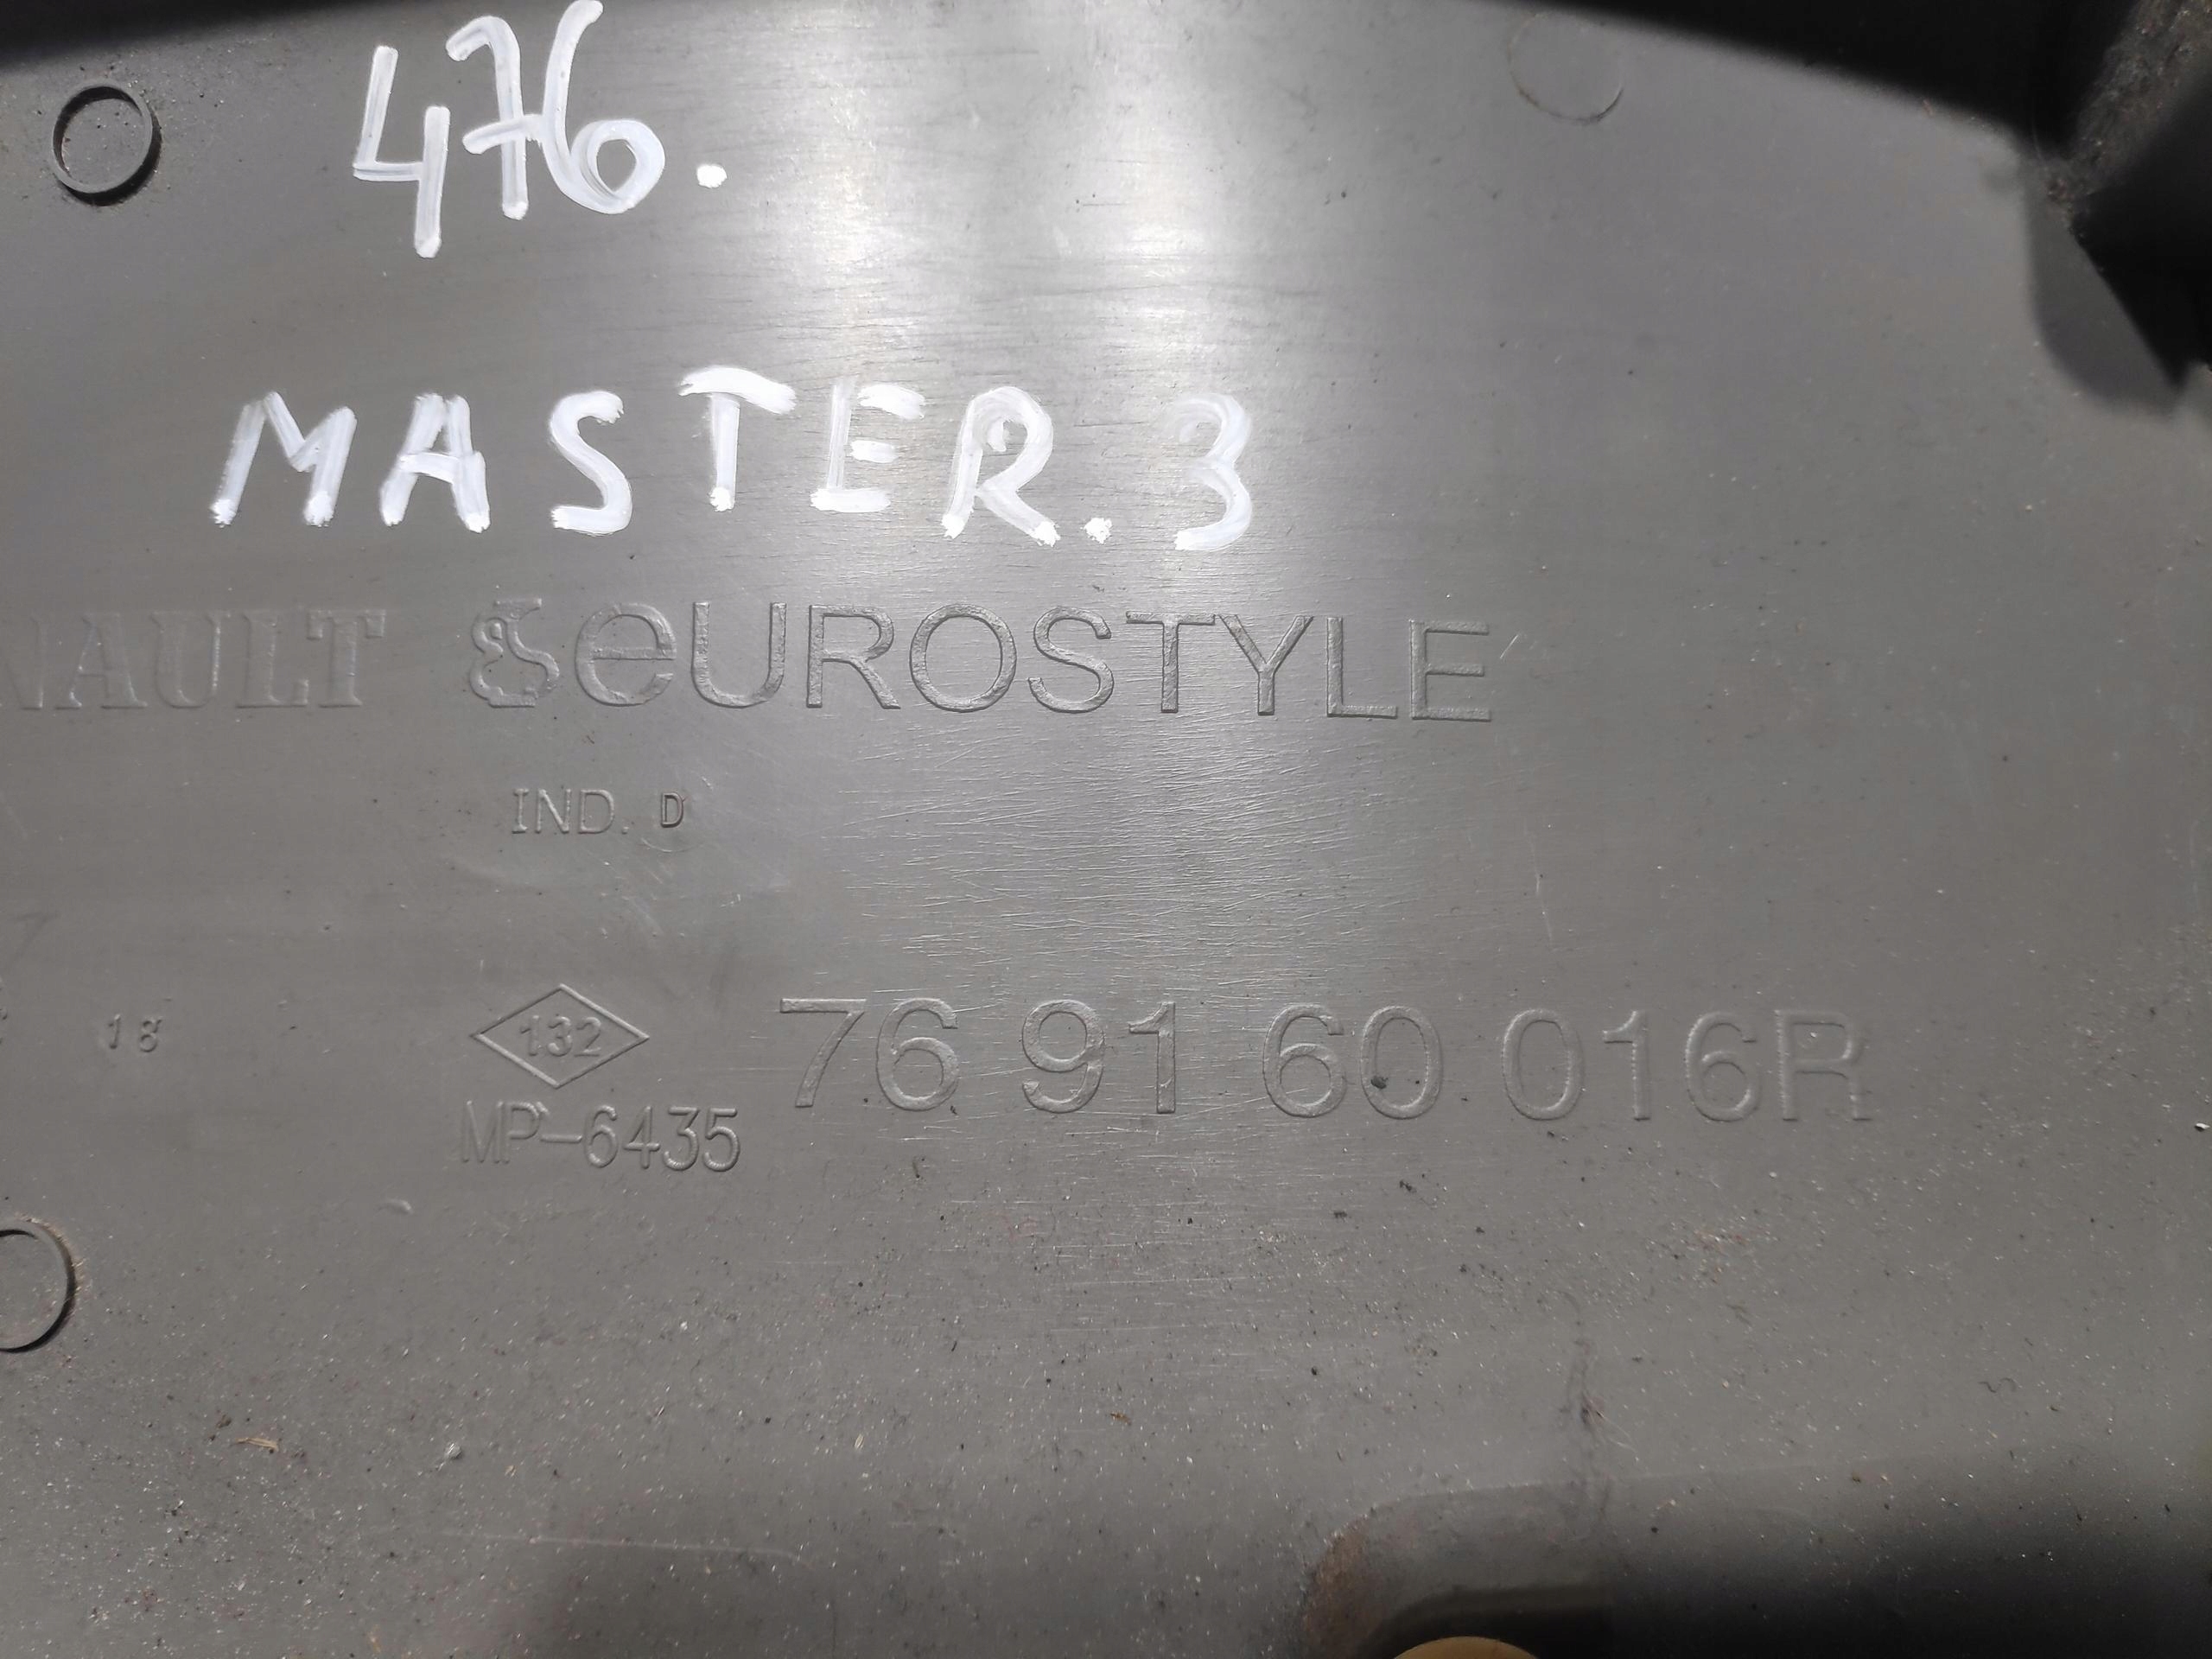 476.
MASTER.3
NAULT eUROSTYLE
IND. D
18
132 76 91 60 016R
MP-6435